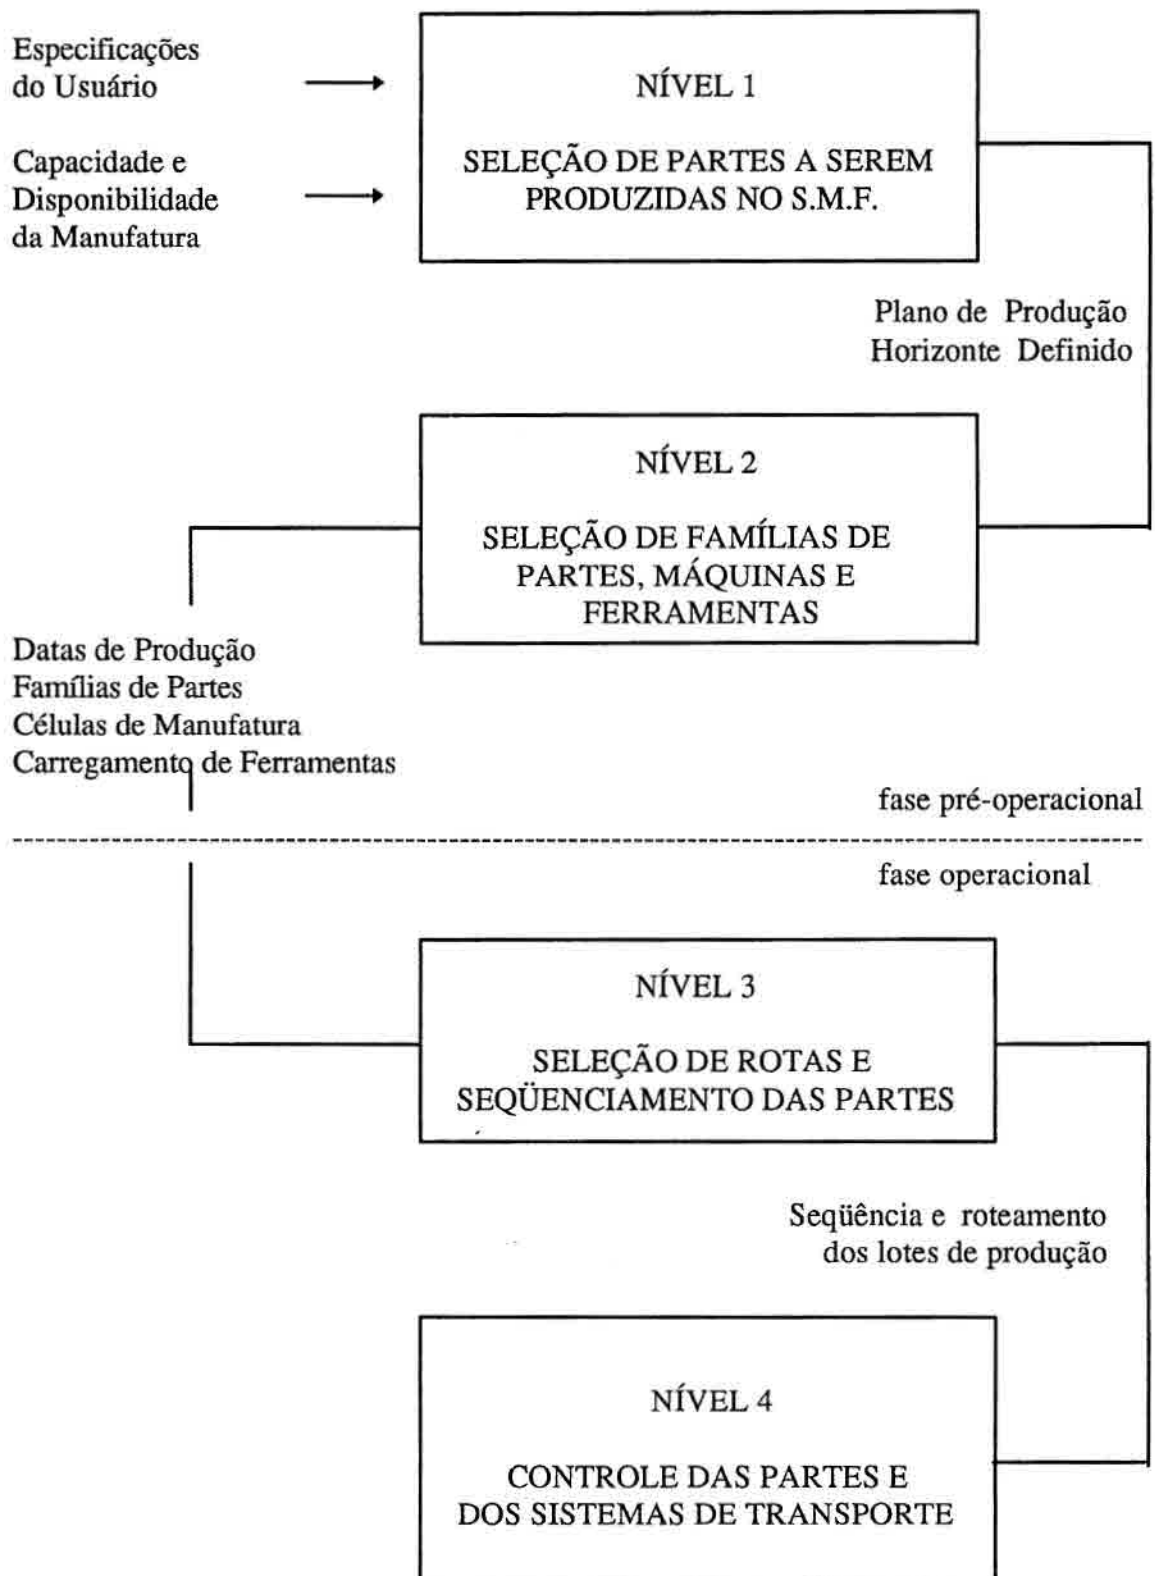 Especificações
do Usuário
Capacidade e
Disponibilidade
da Manufatura
NÍVEL 1
SELEÇÃO DE PARTES A SEREM
PRODUZIDAS NO S.M.F.
Plano de Produção
Horizonte Definido
NÍVEL 2
SELEÇÃO DE FAMÍLIAS DE
PARTES, MÁQUINAS E
FERRAMENTAS
Datas de Produção
Famílias de Partes
Células de Manufatura
Carregamento de Ferramentas
fase pré-operacional
fase operacional
NÍVEL 3
SELEÇÃO DE ROTAS E
SEQÜENCIAMENTO DAS PARTES
Seqüência e roteamento
dos lotes de produção
NÍVEL 4
CONTROLE DAS PARTES E
DOS SISTEMAS DE TRANSPORTE